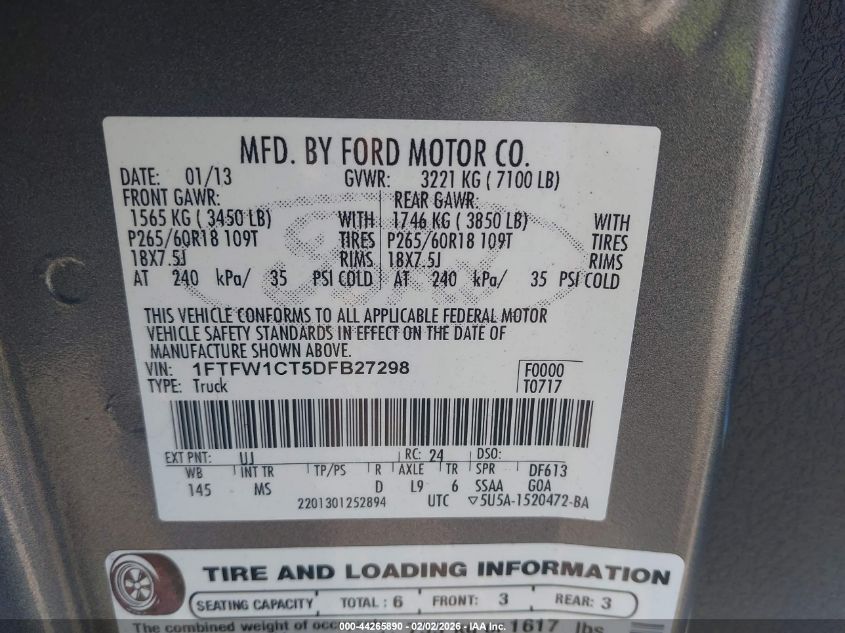 MFD. BY FORD MOTOR CO.
DATE: 01/13 GVWR: 3221 KG ( 7100 LB)
FRONT GAWR: REAR GAWR:
1565 KG ( 3450 LB) WITH 1746 KG ( 3850 LB) WITH
P265/60R18 109T TIRES P265/60R18 109T TIRES
18X7.5J RIMS 18X7.5J RIMS
AT 240 kPa/ 35 PSI COLD AT 240 kPa/ 35 PSI COLD
THIS VEHICLE CONFORMS TO ALL APPLICABLE FEDERAL MOTOR
VEHICLE SAFETY STANDARDS IN EFFECT ON THE DATE OF
MANUFACTURE SHOWN ABOVE.
VIN: 1FTFW1CT5DFB27298 F0000
TYPE: Truck T0717
EXT PNT: UJ RC: 24 DSO:
WB INT TR TP/PS R AXLE TR SPR DF613
145 MS D L9 6 SSAA GOA
2201301252894 UTC ▽5U5A-1520472-BA
TIRE AND LOADING INFORMATION
SEATING CAPACITY TOTAL : 6 FRONT: 3 REAR: 3
The combined weight of occ 1617 lbs
000-44265890 - 02/02/2026 - IAA Inc.